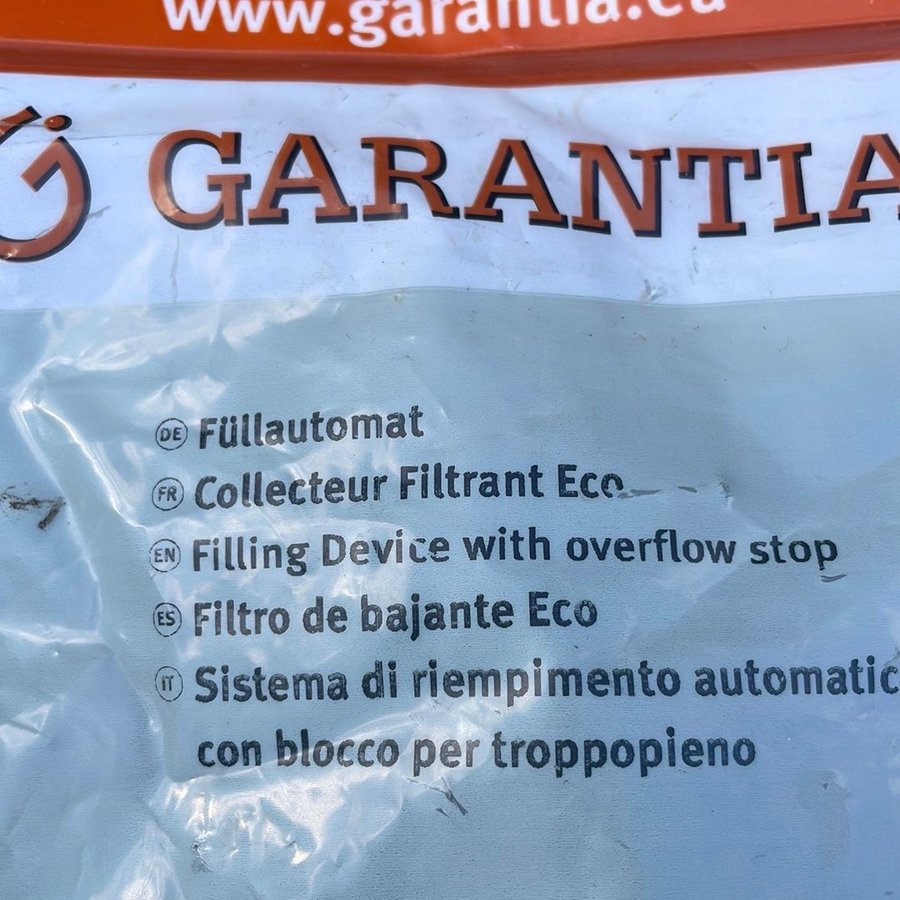 www.garantia.eu
GARANTIA
DE Füllautomat
FR Collecteur Filtrant Eco
EN Filling Device with overflow stop
ES Filtro de bajante Eco
IT Sistema di riempimento automatic
con blocco per troppopieno